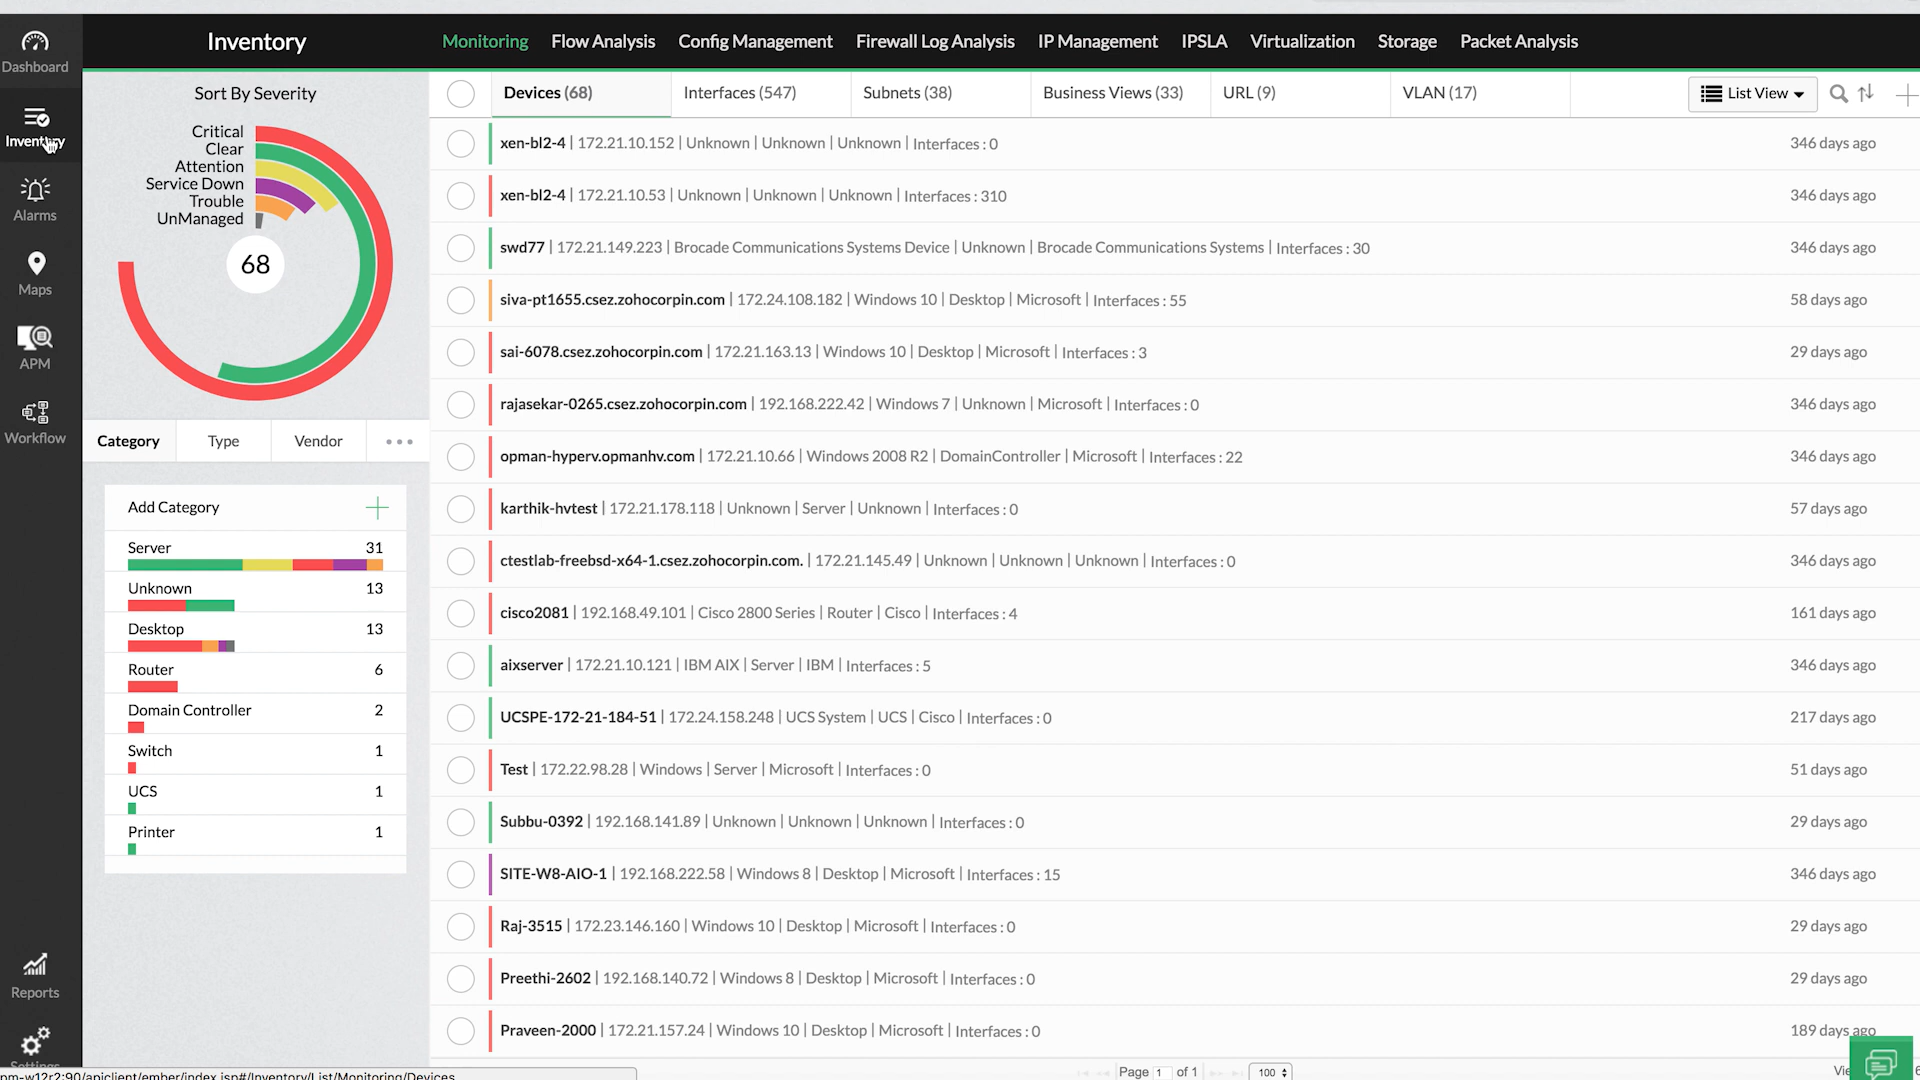 Dashboard
Inventory
Alarms
Maps
APM
Workflow
Reports
Settings
Inventory
Monitoring Flow Analysis Config Management Firewall Log Analysis IP Management IPSLA Virtualization Storage Packet Analysis
Sort By Severity
Critical
Clear
Attention
Service Down
Trouble
UnManaged
68
Category Type Vendor
Add Category
Server 31
Unknown 13
Desktop 13
Router 6
Domain Controller 2
Switch 1
UCS 1
Printer 1
Devices (68) Interfaces (547) Subnets (38) Business Views (33) URL (9) VLAN (17) List View
xen-bl2-4 | 172.21.10.152 | Unknown | Unknown | Unknown | Interfaces : 0 346 days ago
xen-bl2-4 | 172.21.10.53 | Unknown | Unknown | Unknown | Interfaces : 310 346 days ago
swd77 | 172.21.149.223 | Brocade Communications Systems Device | Unknown | Brocade Communications Systems | Interfaces : 30 346 days ago
siva-pt1655.csez.zohocorpin.com | 172.24.108.182 | Windows 10 | Desktop | Microsoft | Interfaces : 55 58 days ago
sai-6078.csez.zohocorpin.com | 172.21.163.13 | Windows 10 | Desktop | Microsoft | Interfaces : 3 29 days ago
rajasekar-0265.csez.zohocorpin.com | 192.168.222.42 | Windows 7 | Unknown | Microsoft | Interfaces : 0 346 days ago
opman-hyperv.opmanhv.com | 172.21.10.66 | Windows 2008 R2 | DomainController | Microsoft | Interfaces : 22 346 days ago
karthik-hvtest | 172.21.178.118 | Unknown | Server | Unknown | Interfaces : 0 57 days ago
ctestlab-freebsd-x64-1.csez.zohocorpin.com. | 172.21.145.49 | Unknown | Unknown | Unknown | Interfaces : 0 346 days ago
cisco2081 | 192.168.49.101 | Cisco 2800 Series | Router | Cisco | Interfaces : 4 161 days ago
aixserver | 172.21.10.121 | IBM AIX | Server | IBM | Interfaces : 5 346 days ago
UCSPE-172-21-184-51 | 172.24.158.248 | UCS System | UCS | Cisco | Interfaces : 0 217 days ago
Test | 172.22.98.28 | Windows | Server | Microsoft | Interfaces : 0 51 days ago
Subbu-0392 | 192.168.141.89 | Unknown | Unknown | Unknown | Interfaces : 0 29 days ago
SITE-W8-AIO-1 | 192.168.222.58 | Windows 8 | Desktop | Microsoft | Interfaces : 15 346 days ago
Raj-3515 | 172.23.146.160 | Windows 10 | Desktop | Microsoft | Interfaces : 0 29 days ago
Preethi-2602 | 192.168.140.72 | Windows 8 | Desktop | Microsoft | Interfaces : 0 29 days ago
Praveen-2000 | 172.21.157.24 | Windows 10 | Desktop | Microsoft | Interfaces : 0 189 days ago
Page 1 of 1 100
pm-w12r2:90/apiclient/ember/index.jsp#/Inventory/List/Monitoring/Devices